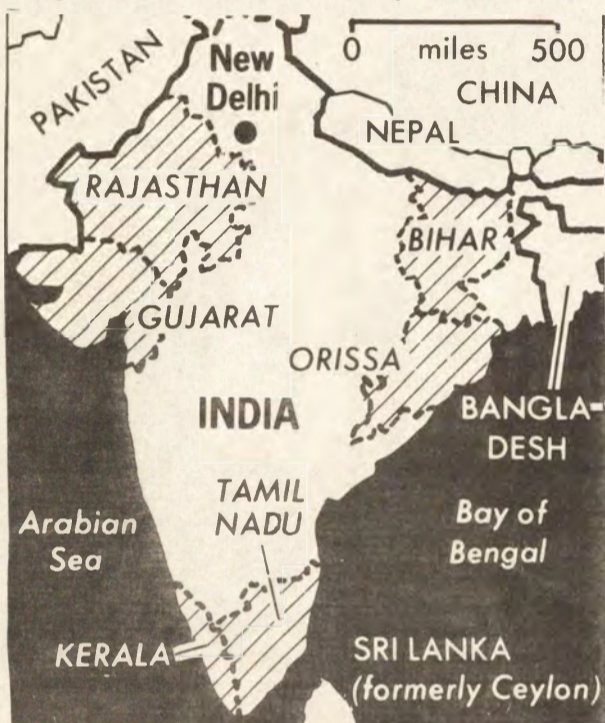 0 miles 500
CHINA
PAKISTAN
New
Delhi
NEPAL
RAJASTHAN
BIHAR
GUJARAT
ORISSA
INDIA
BANGLA-
DESH
TAMIL
NADU
Arabian
Sea
Bay of
Bengal
KERALA
SRI LANKA
(formerly Ceylon)